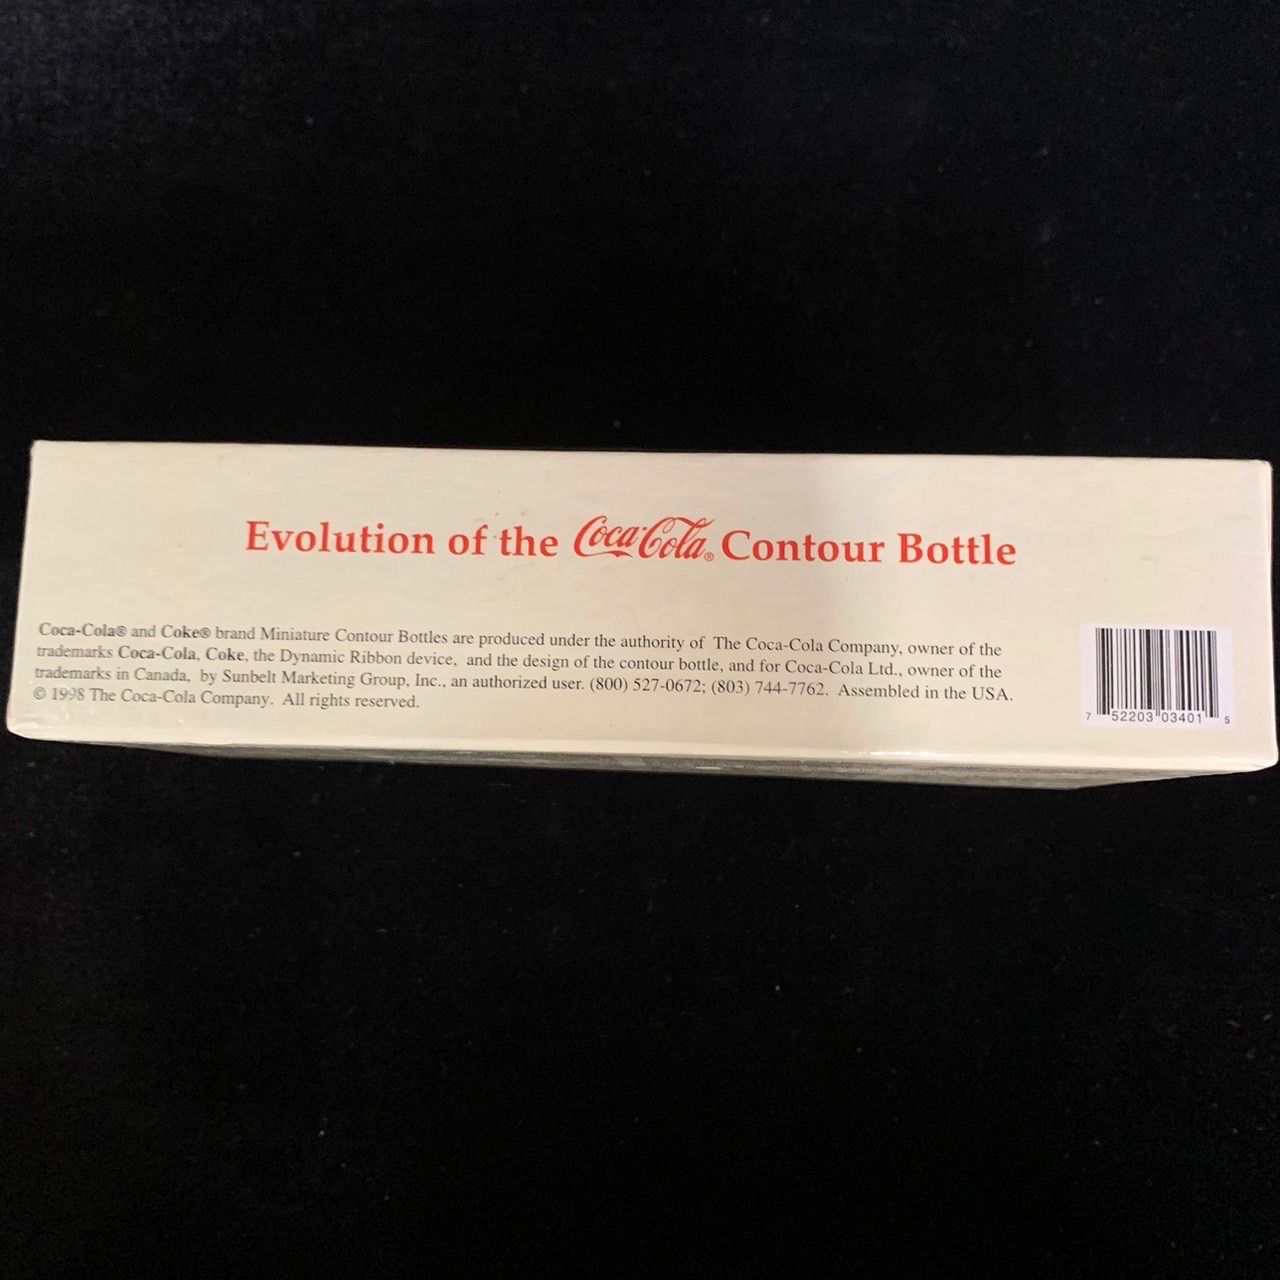 Evolution of the Coca-Cola® Contour Bottle
Coca-Cola® and Coke® brand Miniature Contour Bottles are produced under the authority of The Coca-Cola Company, owner of the
trademarks Coca-Cola, Coke, the Dynamic Ribbon device, and the design of the contour bottle, and for Coca-Cola Ltd., owner of the
trademarks in Canada, by Sunbelt Marketing Group, Inc., an authorized user. (800) 527-0672; (803) 744-7762. Assembled in the USA.
© 1998 The Coca-Cola Company. All rights reserved.
7 52203 03401 5